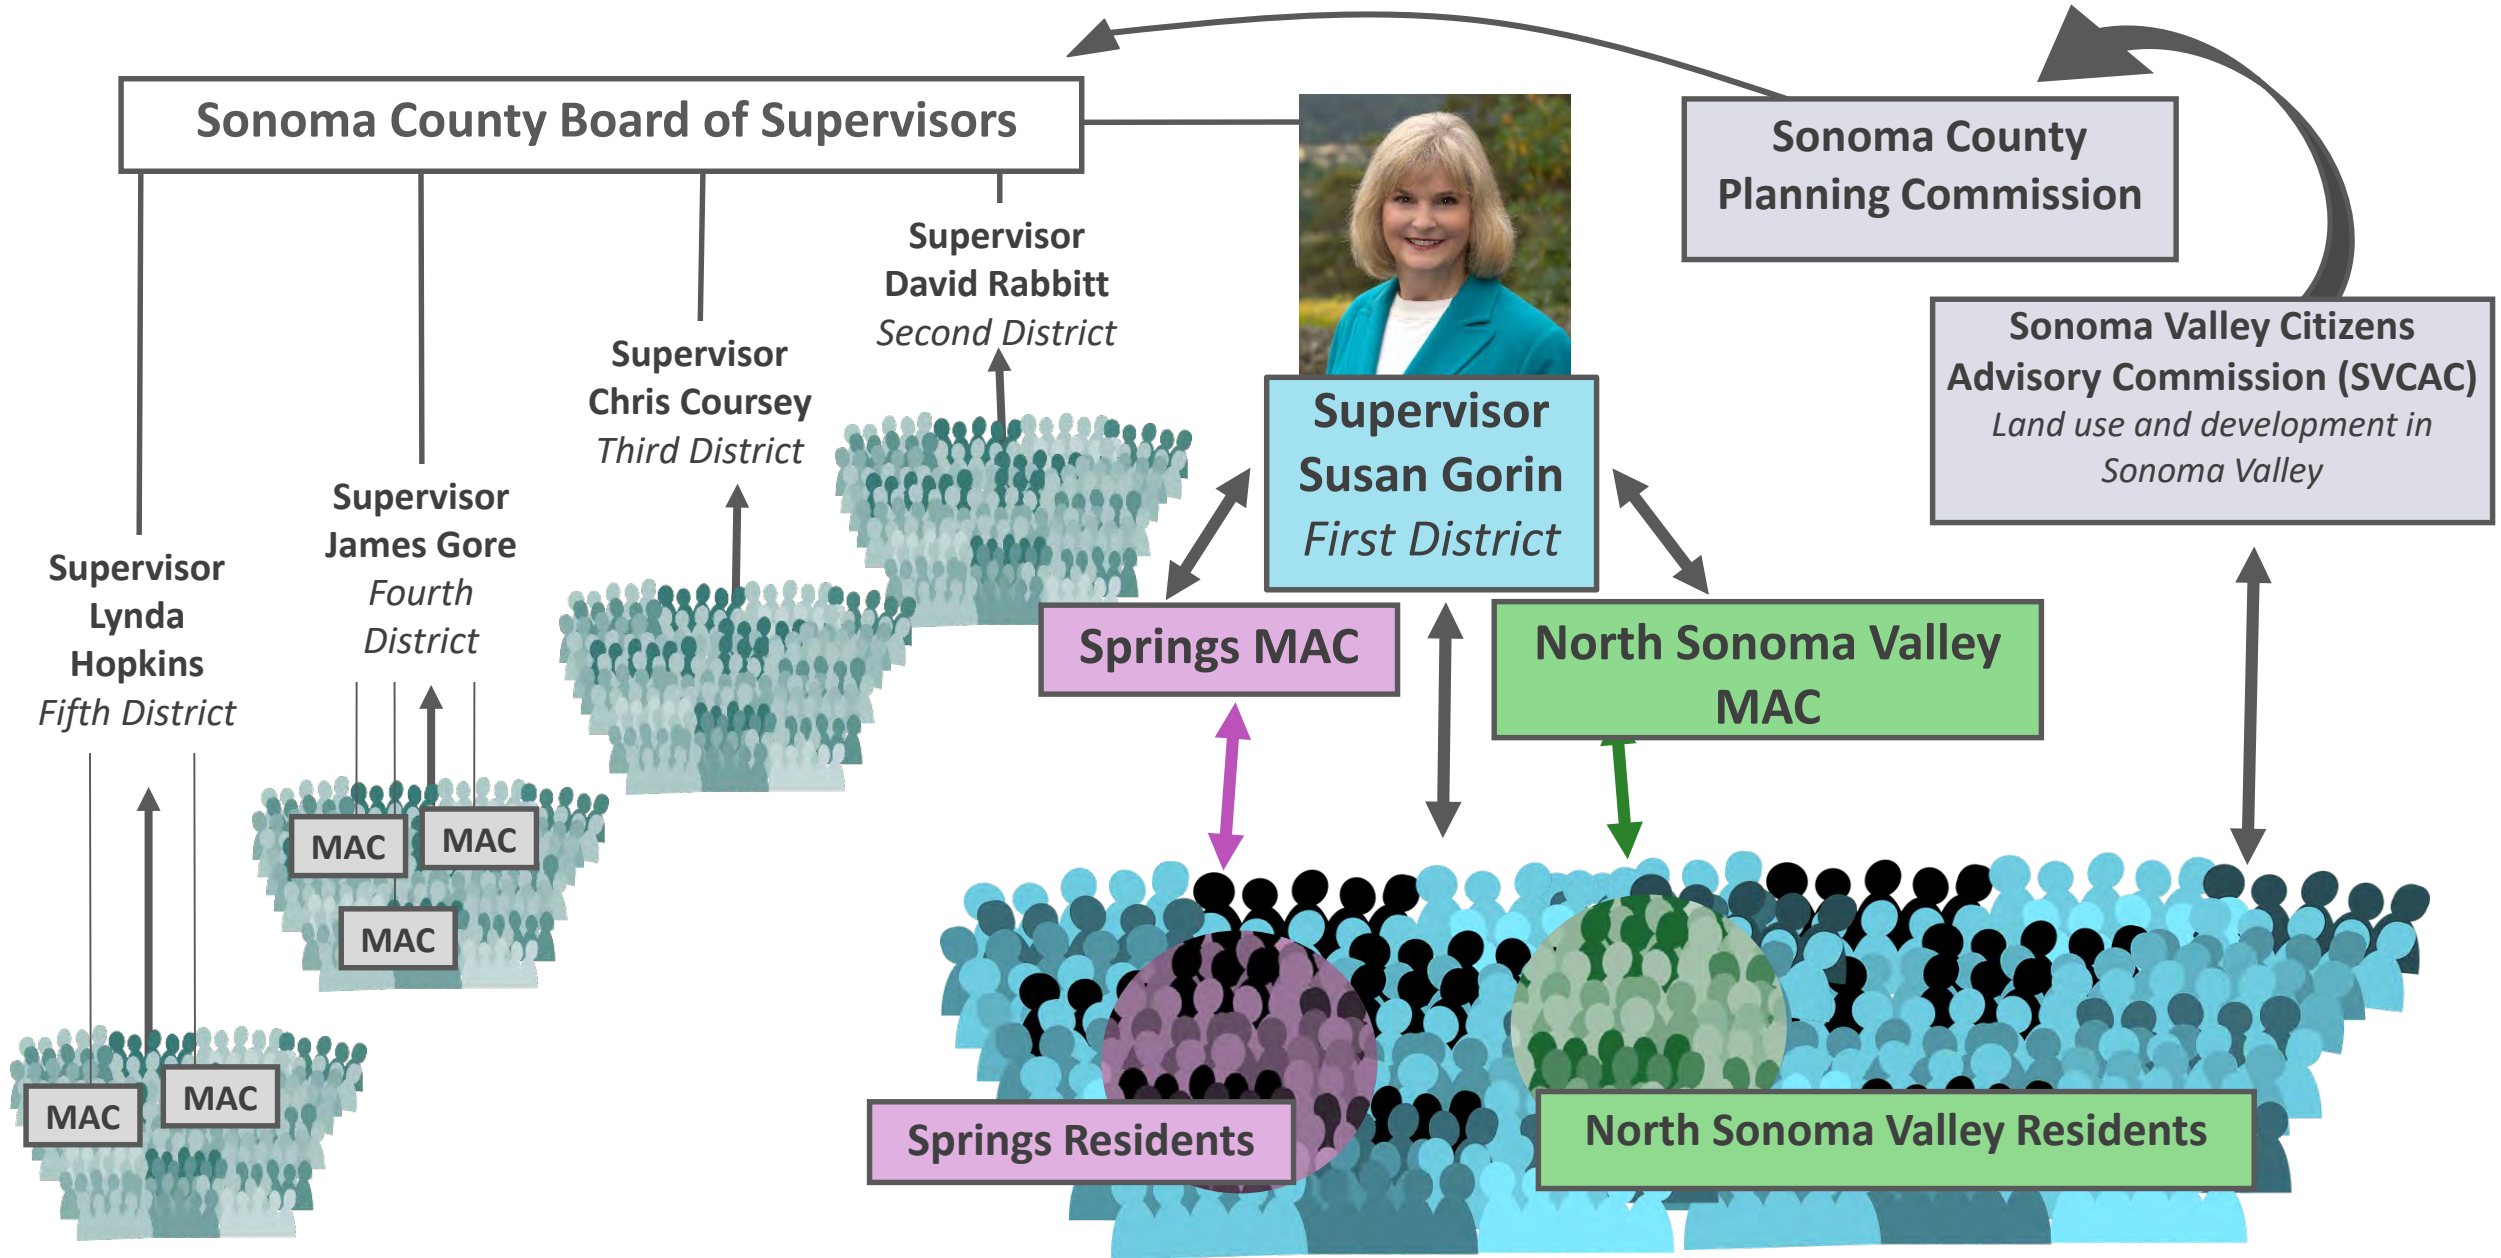 Sonoma County Board of Supervisors
Sonoma County
Planning Commission
Supervisor
David Rabbitt
Second District
Supervisor
Chris Coursey
Third District
Supervisor
James Gore
Fourth
District
Supervisor
Lynda
Hopkins
Fifth District
Supervisor
Susan Gorin
First District
Sonoma Valley Citizens
Advisory Commission (SVCAC)
Land use and development in
Sonoma Valley
Springs MAC
North Sonoma Valley
MAC
MAC
MAC
MAC
MAC
MAC
Springs Residents
North Sonoma Valley Residents